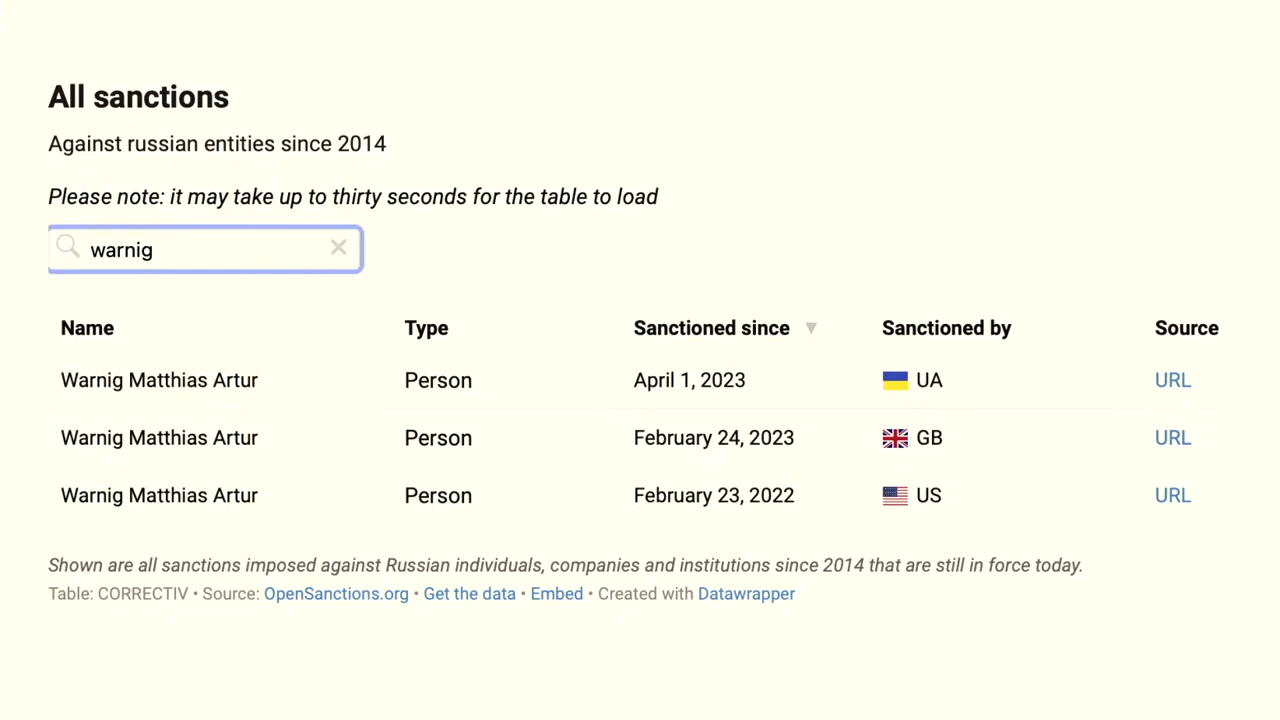 All sanctions
Against russian entities since 2014
Please note: it may take up to thirty seconds for the table to load
warnig
Name Type Sanctioned since Sanctioned by Source
Warnig Matthias Artur Person April 1, 2023 UA URL
Warnig Matthias Artur Person February 24, 2023 GB URL
Warnig Matthias Artur Person February 23, 2022 US URL
Shown are all sanctions imposed against Russian individuals, companies and institutions since 2014 that are still in force today.
Table: CORRECTIV • Source: OpenSanctions.org • Get the data • Embed • Created with Datawrapper